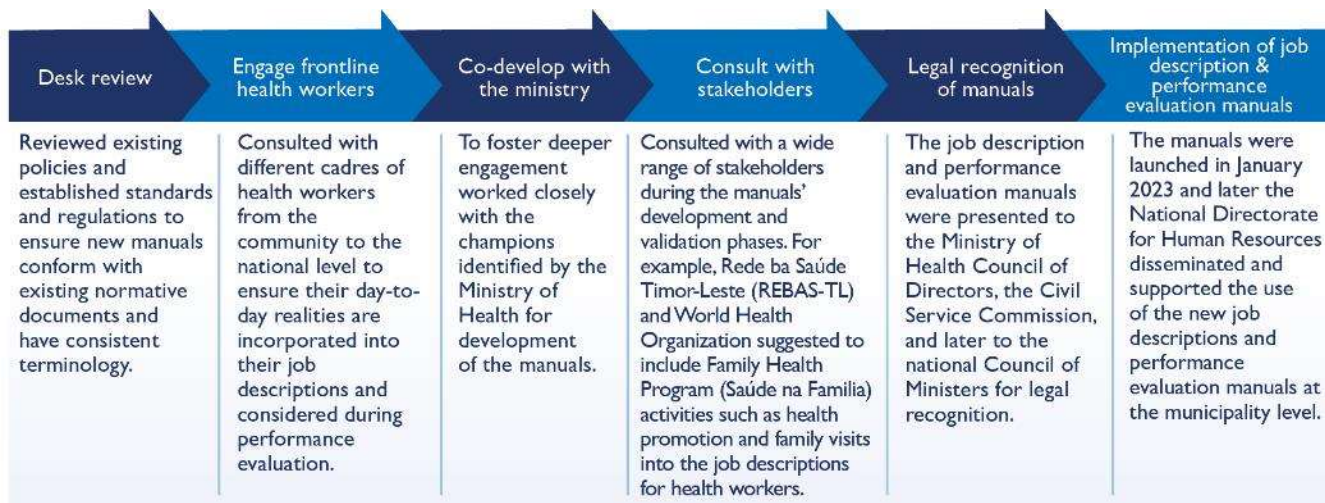 Desk review
Engage frontline
health workers
Co-develop with
the ministry
Consult with
stakeholders
Legal recognition
of manuals
Implementation of job
description &
performance
evaluation manuals
Reviewed existing
policies and
established standards
and regulations to
ensure new manuals
conform with
existing normative
documents and
have consistent
terminology.
Consulted with
different cadres of
health workers
from the
community to the
national level to
ensure their day-to-
day realities are
incorporated into
their job
descriptions and
considered during
performance
evaluation.
To foster deeper
engagement
worked closely
with the
champions
identified by the
Ministry of
Health for
development
of the manuals.
Consulted with a wide
range of stakeholders
during the manuals'
development and
validation phases. For
example, Rede ba Saúde
Timor-Leste (REBAS-TL)
and World Health
Organization suggested to
include Family Health
Program (Saúde na Familia)
activities such as health
promotion and family visits
into the job descriptions
for health workers.
The job description
and performance
evaluation manuals
were presented to
the Ministry of
Health Council of
Directors, the Civil
Service Commission,
and later to the
national Council of
Ministers for legal
recognition.
The manuals were
launched in January
2023 and later the
National Directorate
for Human Resources
disseminated and
supported the use
of the new job
descriptions and
performance
evaluation manuals at
the municipality level.